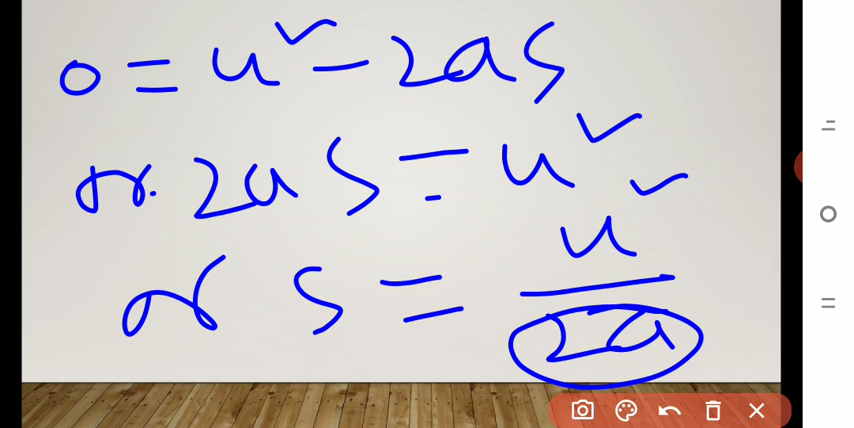 0 = u² - 2as
or. 2as = u²
or s = u²/2a